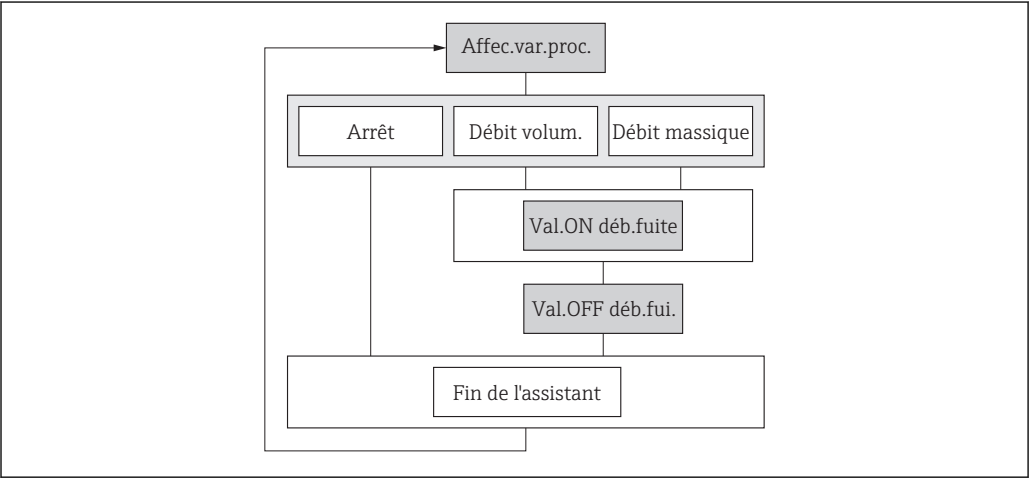 Affec.var.proc.
Arrêt
Débit volum.
Débit massique
Val.ON déb.fuite
Val.OFF déb.fui.
Fin de l'assistant